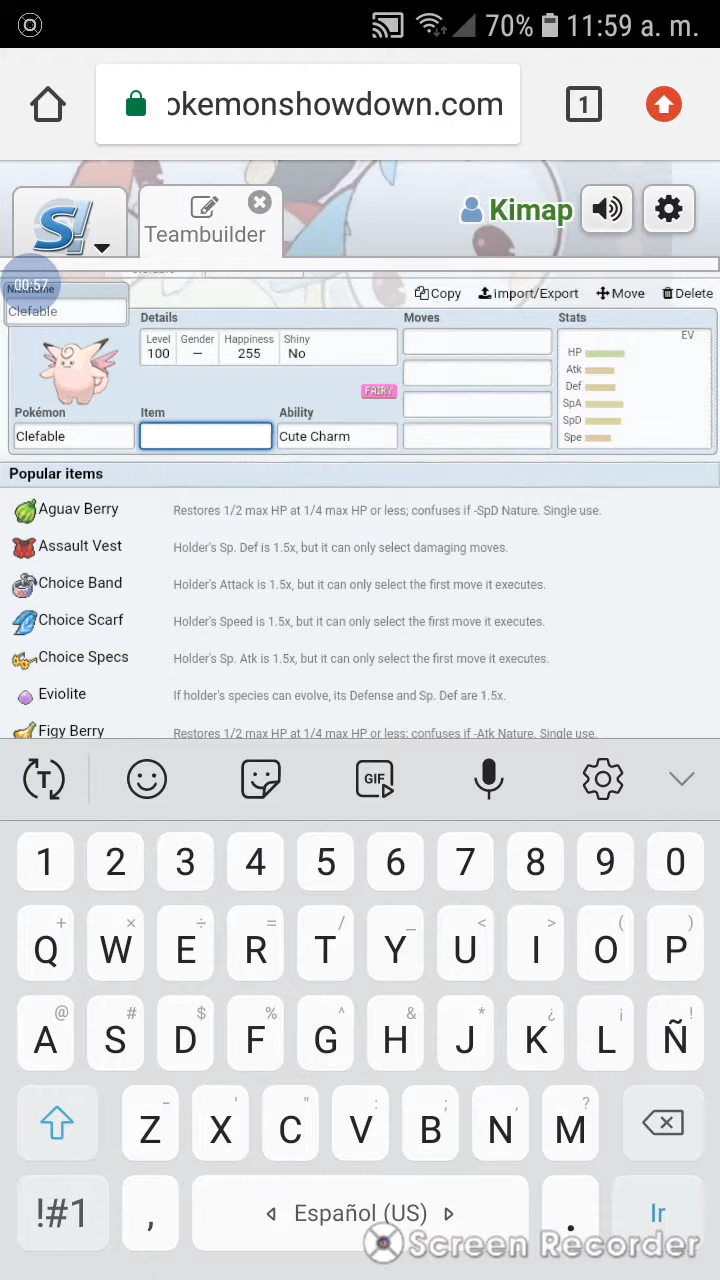 70% 11:59 a. m.
okemonshowdown.com 1
S! Teambuilder Kimap
00:57
Nickname
Clefable
Copy Import/Export Move Delete
Details Moves Stats
Level Gender Happiness Shiny
100 — 255 No
EV
HP
Atk
Def
SpA
SpD
Spe
FAIRY
Pokémon Item Ability
Clefable Cute Charm
Popular items
Aguav Berry Restores 1/2 max HP at 1/4 max HP or less; confuses if -SpD Nature. Single use.
Assault Vest Holder's Sp. Def is 1.5x, but it can only select damaging moves.
Choice Band Holder's Attack is 1.5x, but it can only select the first move it executes.
Choice Scarf Holder's Speed is 1.5x, but it can only select the first move it executes.
Choice Specs Holder's Sp. Atk is 1.5x, but it can only select the first move it executes.
Eviolite If holder's species can evolve, its Defense and Sp. Def are 1.5x.
Figy Berry Restores 1/2 max HP at 1/4 max HP or less; confuses if -Atk Nature. Single use.
T GIF
1 2 3 4 5 6 7 8 9 0
+ × ÷ = / _ < > ( )
Q W E R T Y U I O P
@ # $ % ^ & * ¿ ¡ !
A S D F G H J K L Ñ
- ' " : ; , ?
Z X C V B N M
!#1 , Español (US) . Ir
Screen Recorder